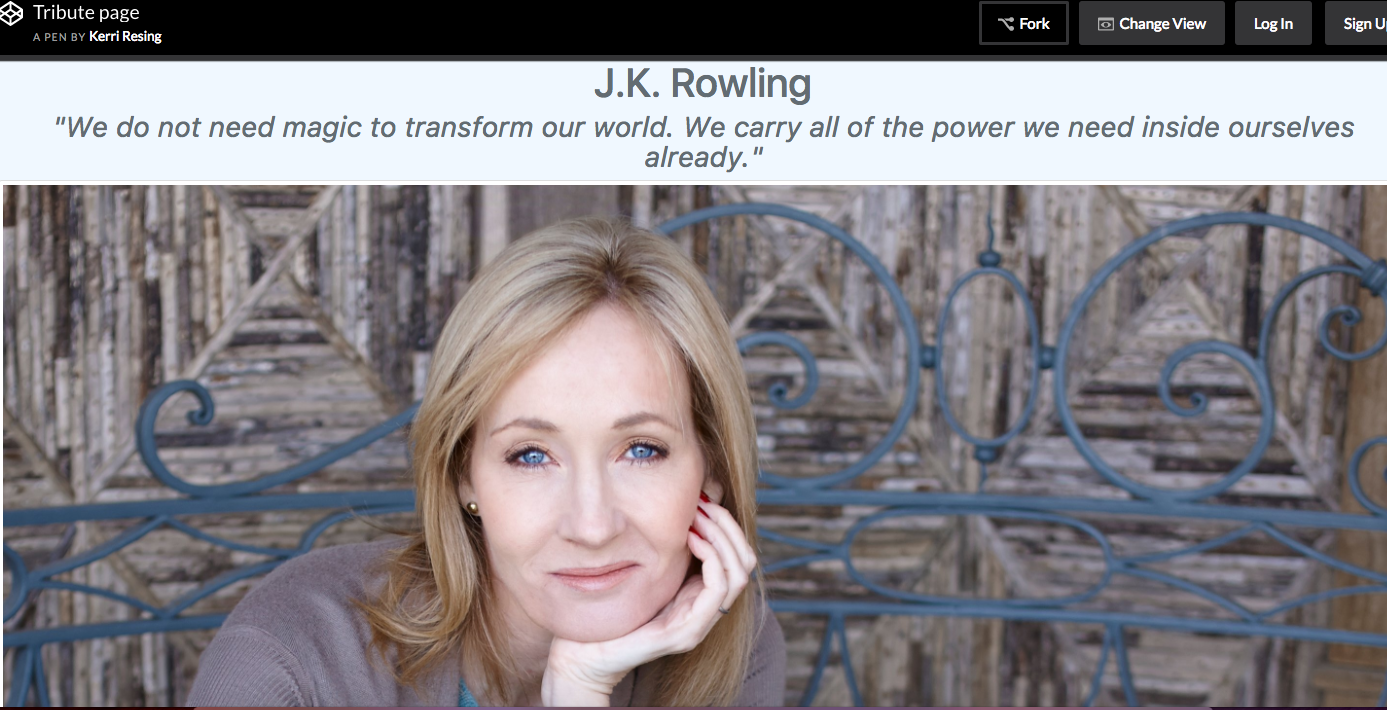 Tribute page
A PEN BY Kerri Resing
Fork
Change View
Log In
Sign U
J.K. Rowling
"We do not need magic to transform our world. We carry all of the power we need inside ourselves
already."